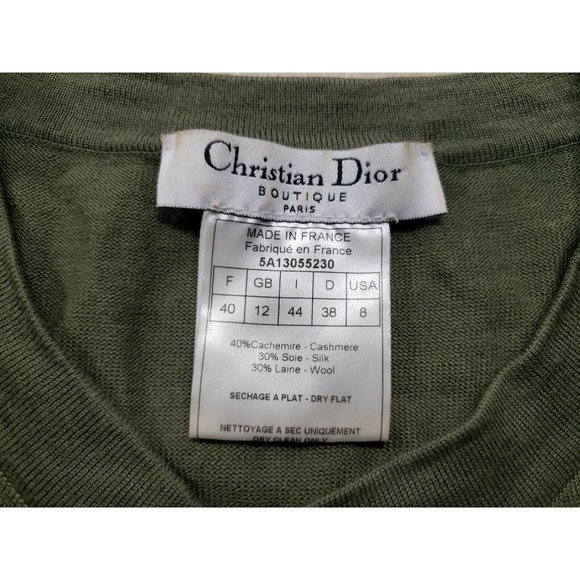 Christian Dior
BOUTIQUE
PARIS
MADE IN FRANCE
Fabriqué en France
5A13055230
F GB I D USA
40 12 44 38 8
40%Cachemire - Cashmere
30% Soie - Silk
30% Laine - Wool
SECHAGE A PLAT - DRY FLAT
NETTOYAGE A SEC UNIQUEMENT
DRY CLEAN ONLY